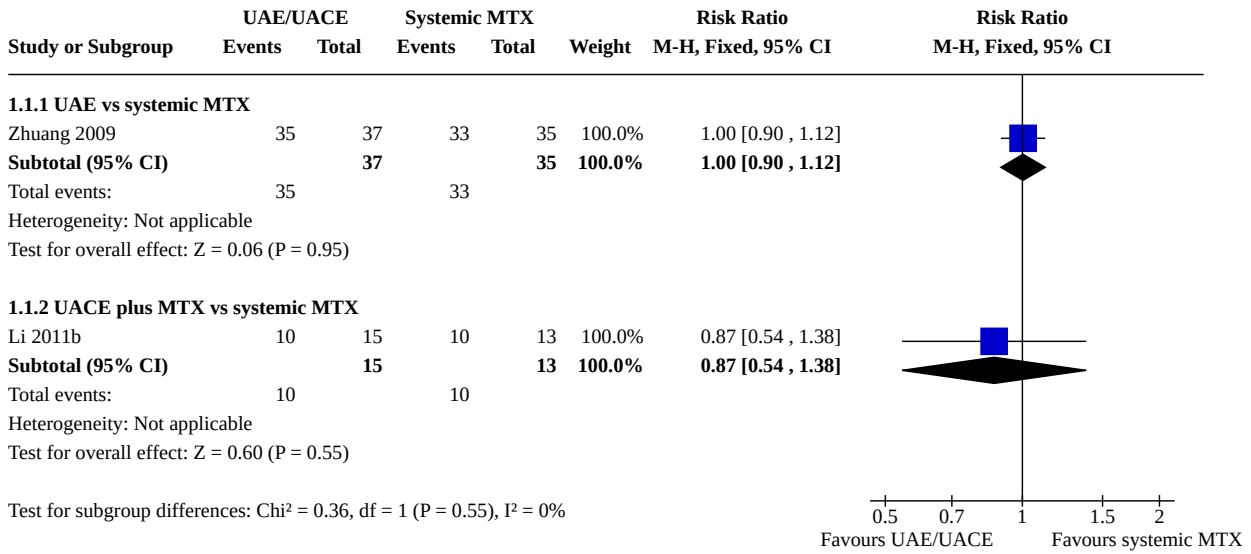 UAE/UACE Systemic MTX Risk Ratio Risk Ratio
Study or Subgroup Events Total Events Total Weight M-H, Fixed, 95% CI M-H, Fixed, 95% CI
1.1.1 UAE vs systemic MTX
Zhuang 2009 35 37 33 35 100.0% 1.00 [0.90 , 1.12]
Subtotal (95% CI) 37 35 100.0% 1.00 [0.90 , 1.12]
Total events: 35 33
Heterogeneity: Not applicable
Test for overall effect: Z = 0.06 (P = 0.95)
1.1.2 UACE plus MTX vs systemic MTX
Li 2011b 10 15 10 13 100.0% 0.87 [0.54 , 1.38]
Subtotal (95% CI) 15 13 100.0% 0.87 [0.54 , 1.38]
Total events: 10 10
Heterogeneity: Not applicable
Test for overall effect: Z = 0.60 (P = 0.55)
Test for subgroup differences: Chi² = 0.36, df = 1 (P = 0.55), I² = 0%
0.5 0.7 1 1.5 2
Favours UAE/UACE Favours systemic MTX